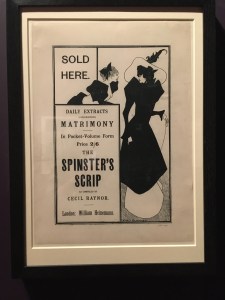 SOLD
HERE.
DAILY EXTRACTS
MATRIMONY
In Pocket-Volume Form
Price 2/6
THE
SPINSTER'S
SCRIP
CECIL RAYNOR.
London: William Heinemann.